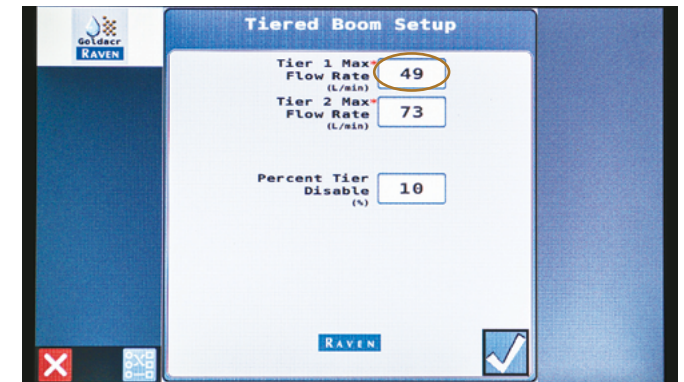 Tiered Boom Setup
Goldacr
RAVEN
Tier 1 Max*
Flow Rate
(L/min)
49
Tier 2 Max*
Flow Rate
(L/min)
73
Percent Tier
Disable
(%)
10
RAVEN